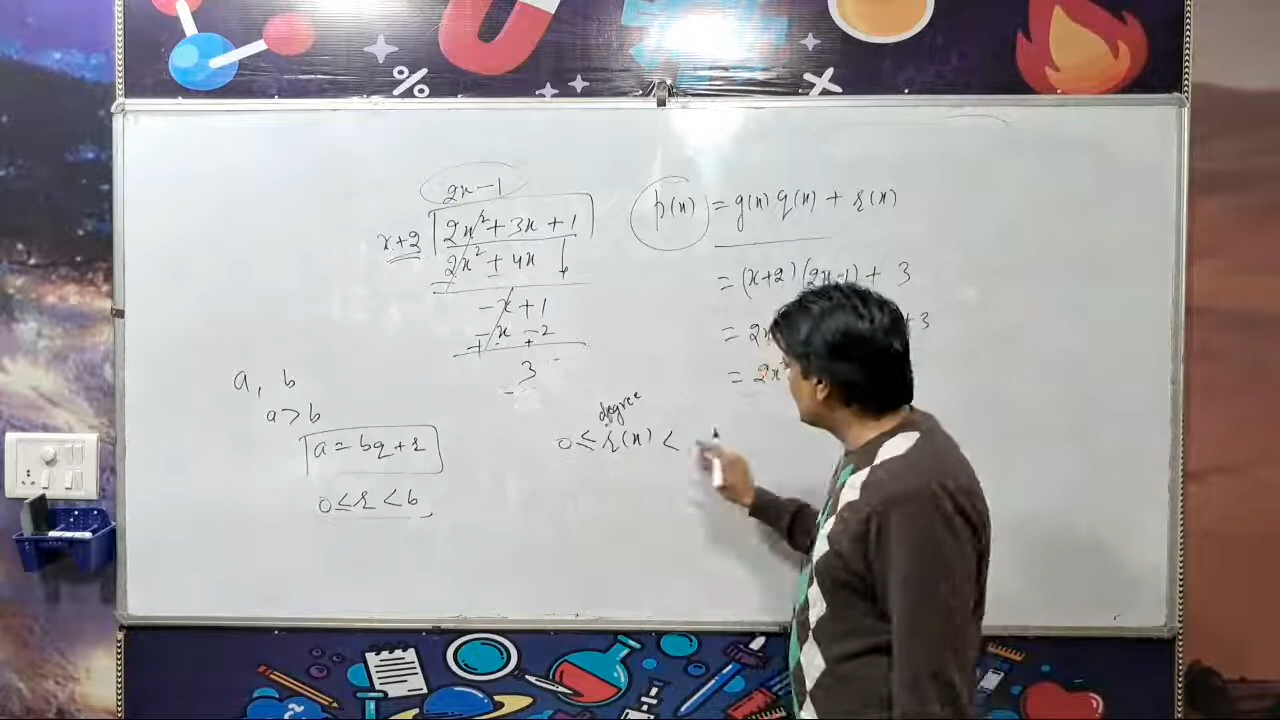 2x-1
x+2 2x²+3x+1
2x²+4x
-x+1
-x-2
+ +
3
a, b
a>b
a=bq+r
0≤r<b
p(x)=g(x)q(x)+r(x)
=(x+2)(2x-1)+3
=2x +3
=2x²
degree
0≤r(x)<
%